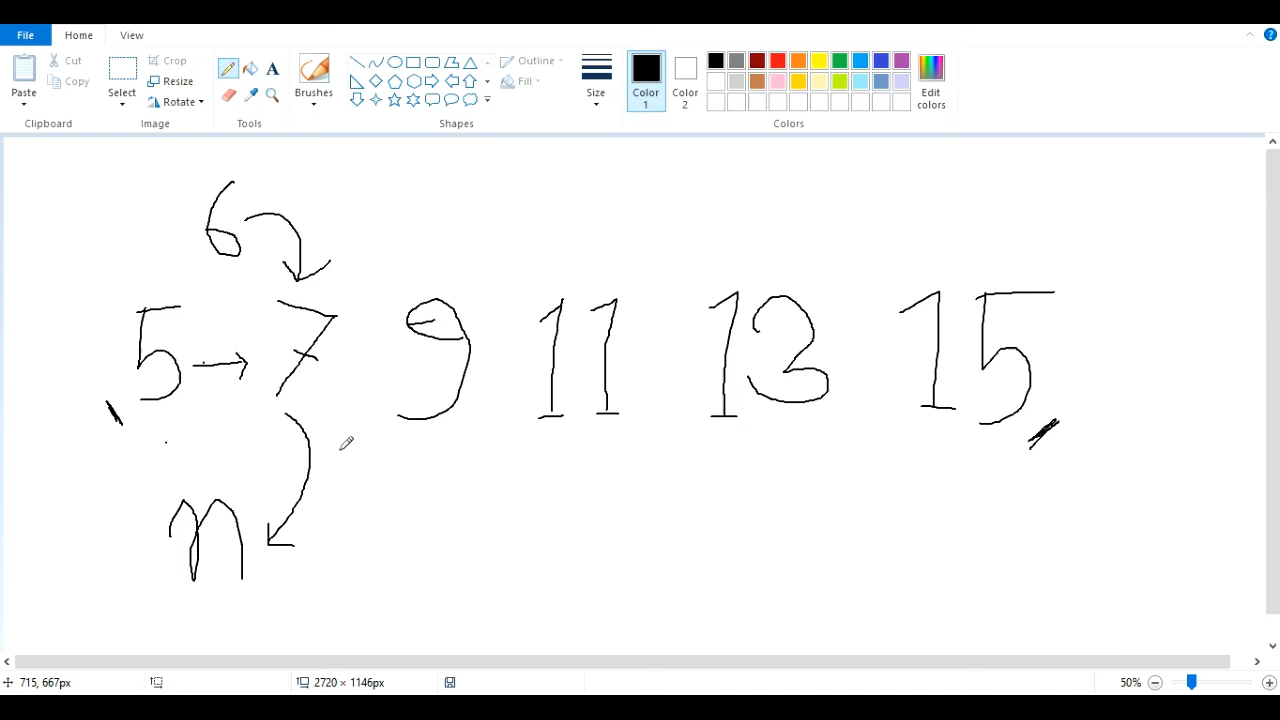 File Home View
Paste Cut Copy Select Crop Resize Rotate Brushes Outline Fill Size Color 1 Color 2 Edit colors
Clipboard Image Tools Shapes Colors
6
5 7 9 11 13 15
n
715, 667px 2720 × 1146px 50%